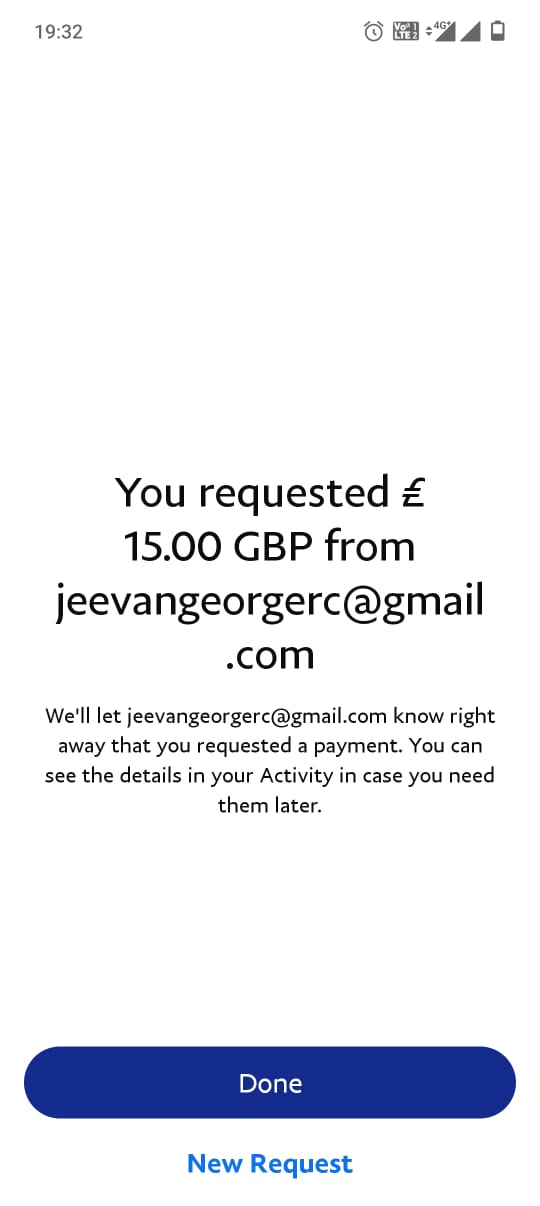 19:32
Vo 1
LTE 2
4G+
You requested £
15.00 GBP from
jeevangeorgerc@gmail
.com
We'll let jeevangeorgerc@gmail.com know right
away that you requested a payment. You can
see the details in your Activity in case you need
them later.
Done
New Request